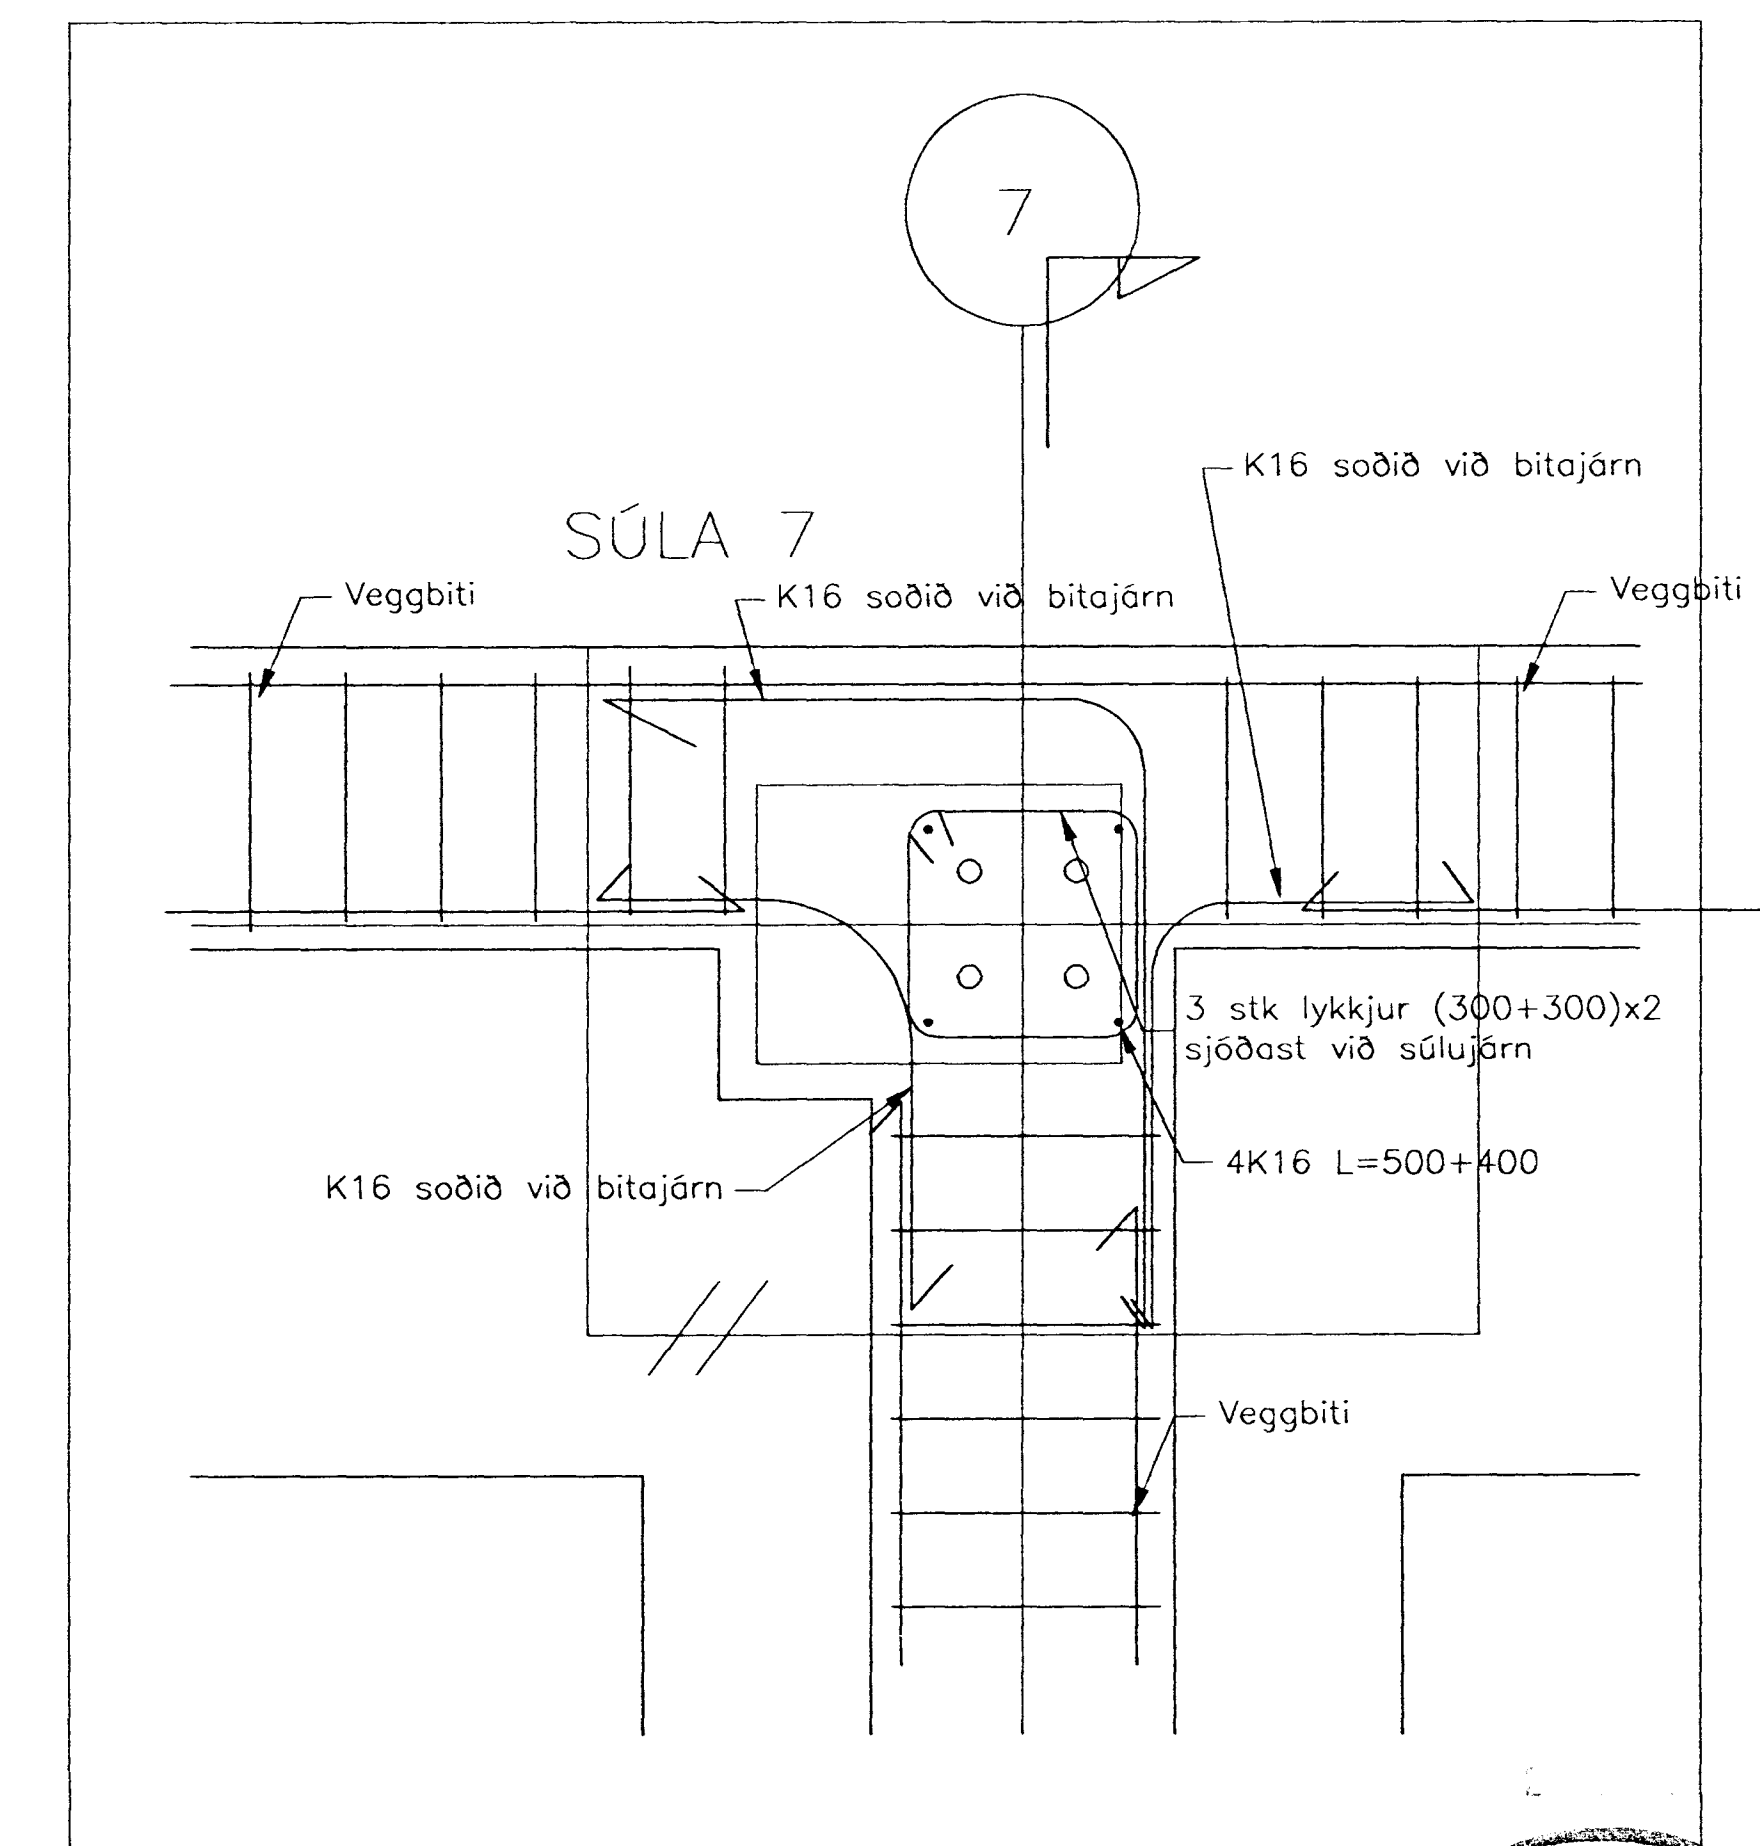 7
K16 soðið við bitajárn
SÚLA 7
Veggbiti
K16 soðið við bitajárn
Veggbiti
3 stk lykkjur (300+300)x2
sjóðast við súlujárn
4K16 L=500+400
K16 soðið við bitajárn
Veggbiti